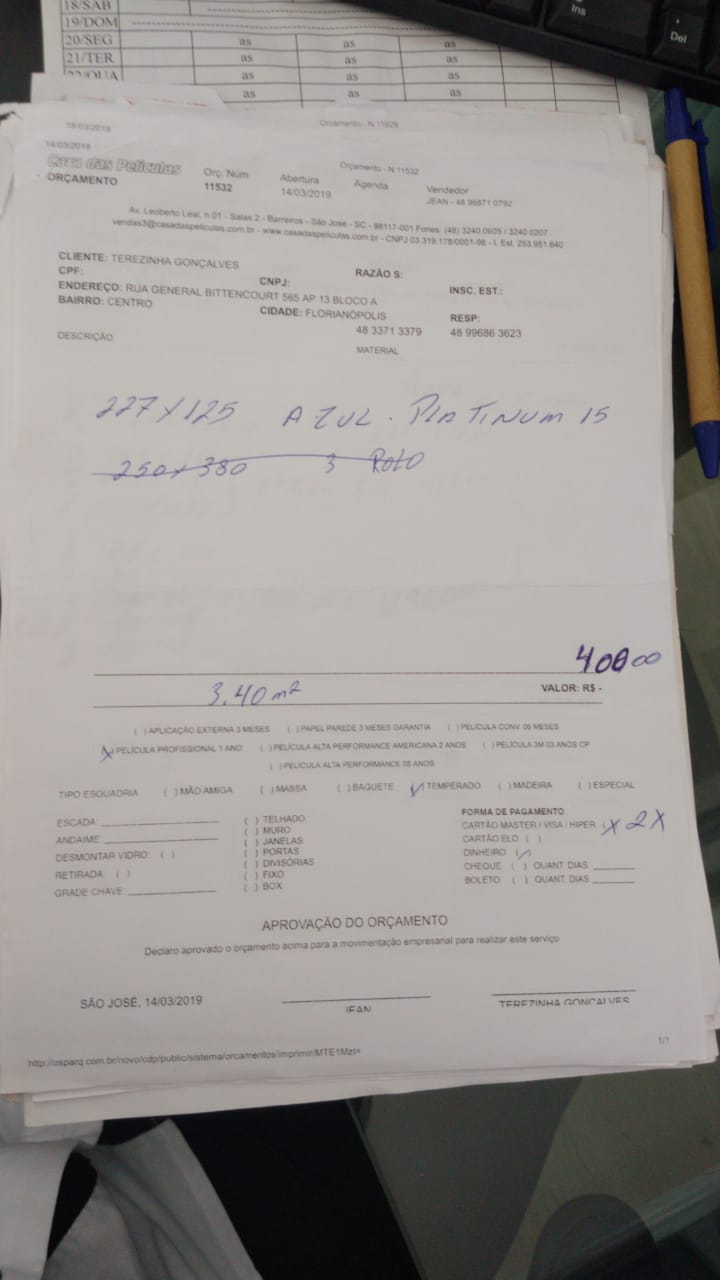 18/SAB
19/DOM
20/SEG as as as
21/TER as as as
22/QUA as as as
as as as
Ins
Del
18/03/2019 Orçamento - N 11629
14/03/2019 Orçamento - N 11532
Casa das Películas
ORÇAMENTO
Orç. Núm. Abertura Agenda Vendedor
11532 14/03/2019 JEAN - 48 98871 0792
Av. Leoberto Leal, n 01 - Salas 2 - Barreiros - São José - SC - 88117-001 Fones: (48) 3240.0605 / 3240.0207
vendas3@casadaspeliculas.com.br - www.casadaspeliculas.com.br - CNPJ 03.319.178/0001-98 - I. Est. 253.951.640
CLIENTE: TEREZINHA GONÇALVES RAZÃO S:
CPF: CNPJ: INSC. EST.:
ENDEREÇO: RUA GENERAL BITTENCOURT 565 AP 13 BLOCO A
BAIRRO: CENTRO CIDADE: FLORIANÓPOLIS RESP:
48 3371 3379 48 99686 3623
DESCRIÇÃO MATERIAL
227 X 125 AZUL. PLATINUM 15
250 x 380 3 ROLO
400 00
3.40 m² VALOR: R$ -
( ) APLICAÇÃO EXTERNA 3 MESES ( ) PAPEL PAREDE 3 MESES GARANTIA ( ) PELÍCULA CONV. 06 MESES
(X) PELÍCULA PROFISSIONAL 1 ANO ( ) PELÍCULA ALTA PERFORMANCE AMERICANA 2 ANOS ( ) PELÍCULA 3M 03 ANOS CP
( ) PELÍCULA ALTA PERFORMANCE 05 ANOS
TIPO ESQUADRIA ( ) MÃO AMIGA ( ) MASSA ( ) BAGUETE (✓) TEMPERADO ( ) MADEIRA ( ) ESPECIAL
ESCADA: ( ) TELHADO
ANDAIME: ( ) MURO
DESMONTAR VIDRO: ( ) ( ) JANELAS
RETIRADA: ( ) ( ) PORTAS
GRADE CHAVE ( ) DIVISÓRIAS
( ) FIXO
( ) BOX
FORMA DE PAGAMENTO
CARTÃO MASTER / VISA / HIPER (X 2X
CARTÃO ELO ( )
DINHEIRO (✓)
CHEQUE ( ) QUANT. DIAS
BOLETO ( ) QUANT. DIAS
APROVAÇÃO DO ORÇAMENTO
Declaro aprovado o orçamento acima para a movimentação empresarial para realizar este serviço
SÃO JOSÉ, 14/03/2019 JEAN TEREZINHA GONÇALVES
1/1
http://osparq.com.br/novo/cdp/public/sistema/orcamentos/imprimir/MTE1MzI=